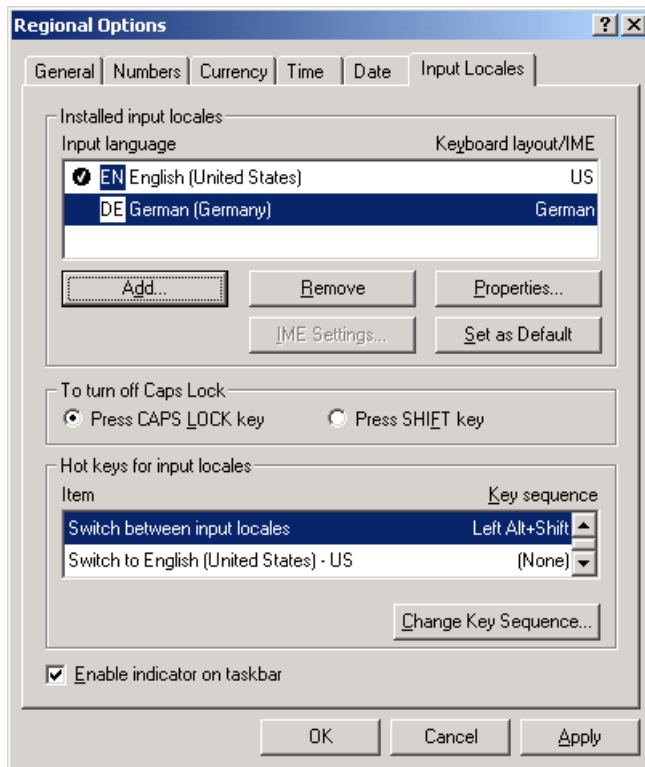 Regional Options
General Numbers Currency Time Date Input Locales
Installed input locales
Input language Keyboard layout/IME
EN English (United States) US
DE German (Germany) German
Add... Remove Properties...
IME Settings... Set as Default
To turn off Caps Lock
Press CAPS LOCK key Press SHIFT key
Hot keys for input locales
Item Key sequence
Switch between input locales Left Alt+Shift
Switch to English (United States) - US (None)
Change Key Sequence...
Enable indicator on taskbar
OK Cancel Apply